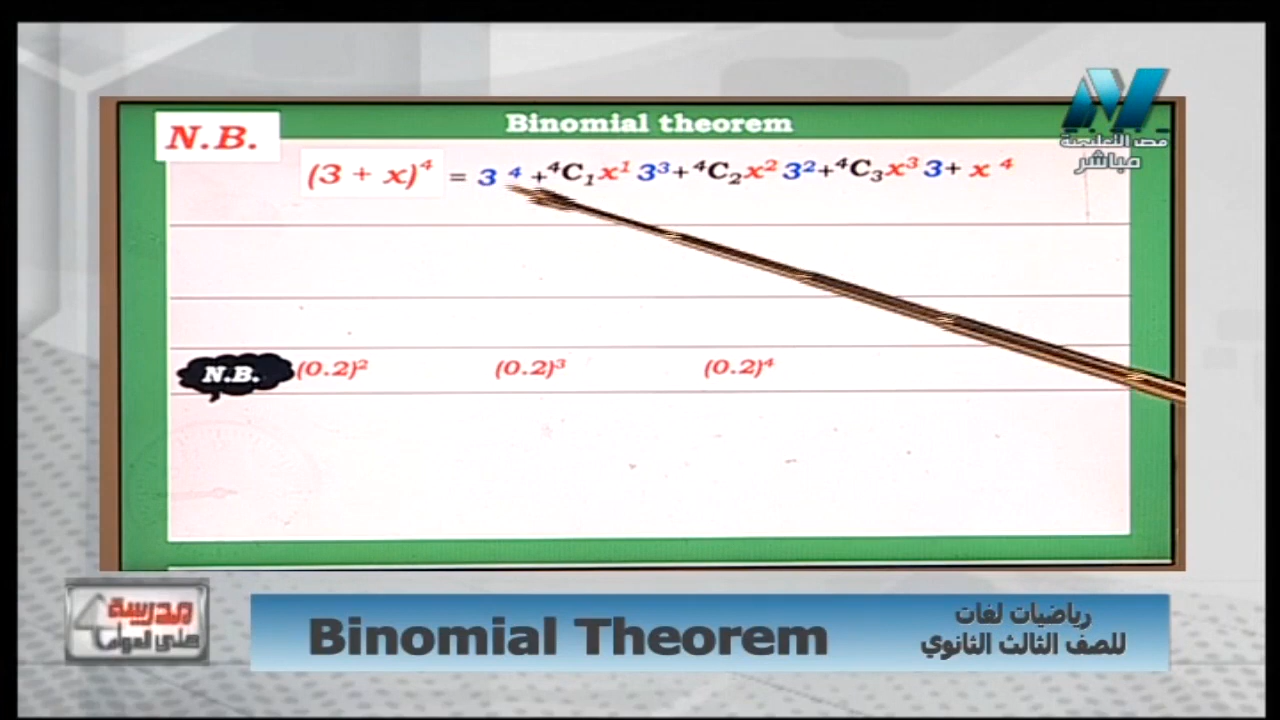 Binomial theorem
N.B.
(3 + x)⁴ = 3⁴ + ⁴C₁x¹ 3³ + ⁴C₂x² 3² + ⁴C₃x³ 3 + x⁴
مصر التعليمية
مباشر
N.B. (0.2)² (0.2)³ (0.2)⁴
مدرسة
على الهواء
Binomial Theorem
رياضيات لغات
للصف الثالث الثانوي